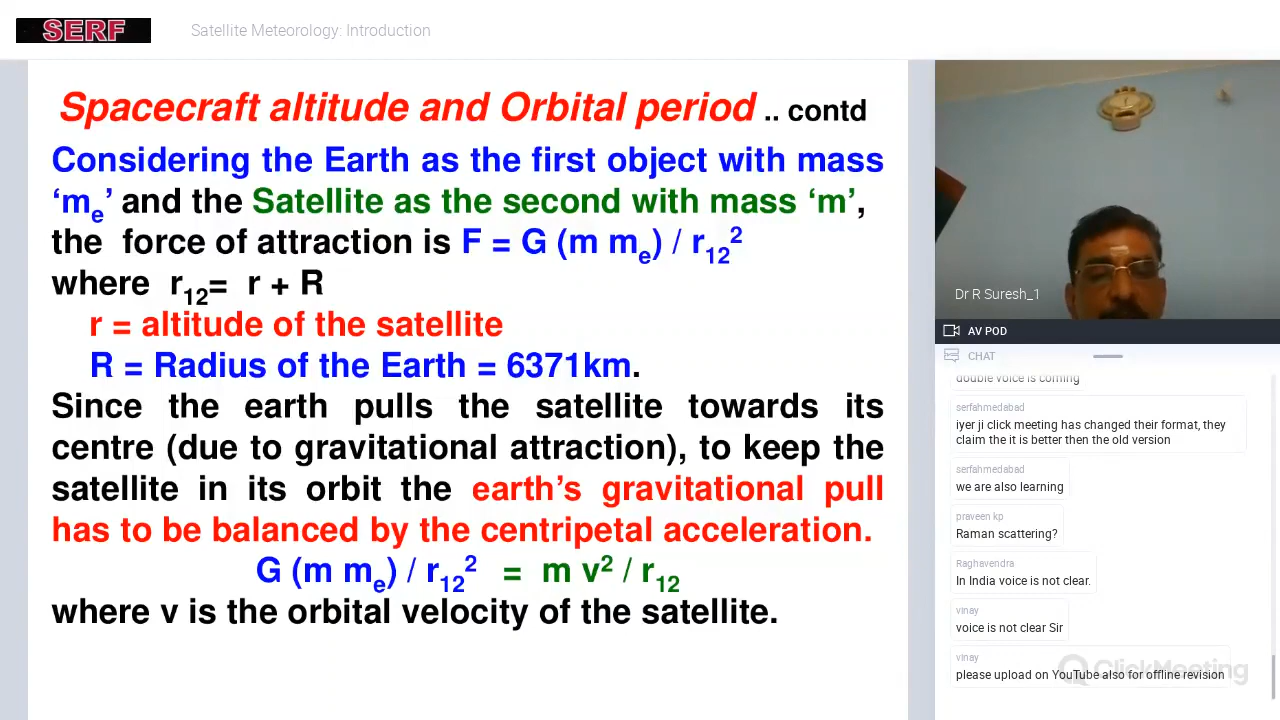 SERF
Satellite Meteorology: Introduction
Spacecraft altitude and Orbital period .. contd
Considering the Earth as the first object with mass
‘mₑ’ and the Satellite as the second with mass ‘m’,
the force of attraction is F = G (m mₑ) / r₁₂²
where r₁₂= r + R
r = altitude of the satellite
R = Radius of the Earth = 6371km.
Since the earth pulls the satellite towards its
centre (due to gravitational attraction), to keep the
satellite in its orbit the earth’s gravitational pull
has to be balanced by the centripetal acceleration.
G (m mₑ) / r₁₂² = m v² / r₁₂
where v is the orbital velocity of the satellite.
Dr R Suresh_1
AV POD
CHAT
double voice is coming
serfahmedabad
iyer ji click meeting has changed their format, they
claim the it is better then the old version
serfahmedabad
we are also learning
praveen kp
Raman scattering?
Raghavendra
In India voice is not clear.
vinay
voice is not clear Sir
vinay
please upload on YouTube also for offline revision
ClickMeeting